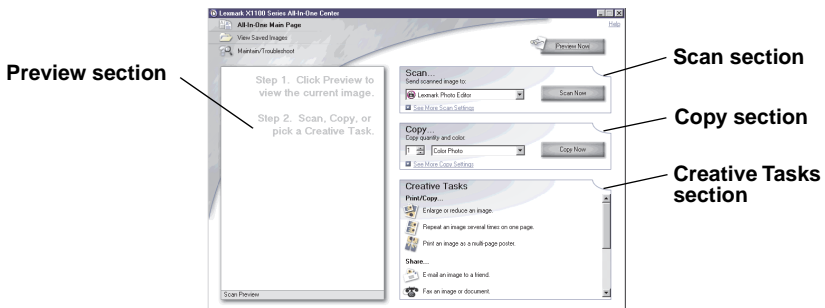 Lexmark X1100 Series All-In-One Center
All-In-One Main Page
Help
View Saved Images
Maintain/Troubleshoot
Preview Now
Preview section
Step 1. Click Preview to
view the current image.
Step 2. Scan, Copy, or
pick a Creative Task.
Scan Preview
Scan...
Send scanned image to:
Lexmark Photo Editor
Scan Now
See More Scan Settings
Scan section
Copy...
Copy quantity and color.
1
Color Photo
Copy Now
See More Copy Settings
Copy section
Creative Tasks
Print/Copy...
Enlarge or reduce an image.
Repeat an image several times on one page.
Print an image as a multi-page poster.
Share...
E-mail an image to a friend.
Fax an image or document.
Creative Tasks
section